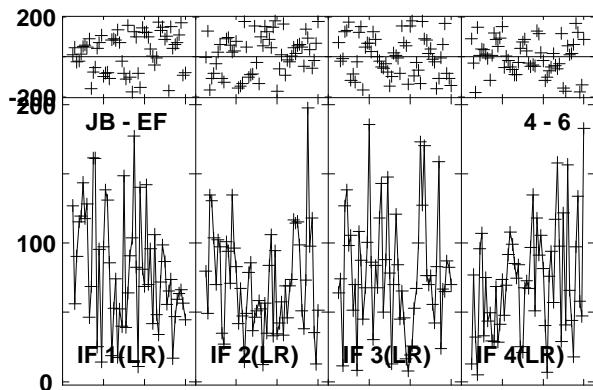 200
-200
200
JB - EF
4 - 6
100
IF 1(LR)
IF 2(LR)
IF 3(LR)
IF 4(LR)
0